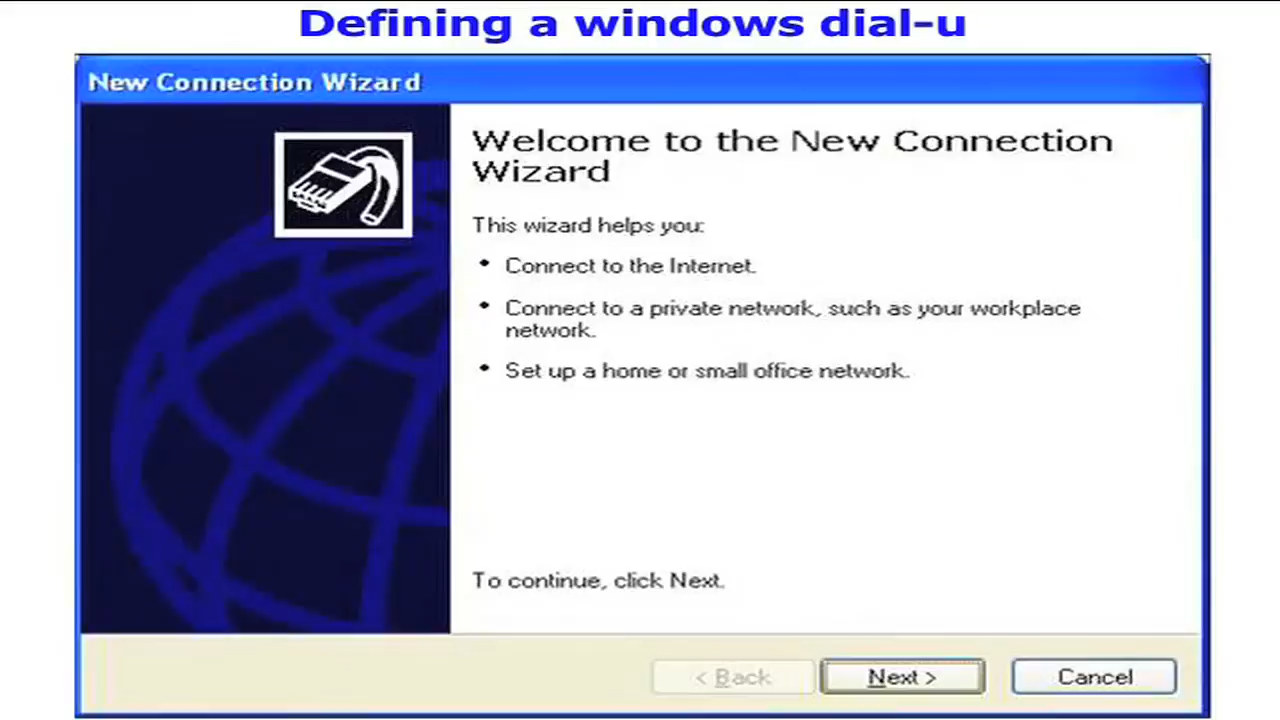 Defining a windows dial-u
New Connection Wizard
Welcome to the New Connection
Wizard
This wizard helps you:
• Connect to the Internet.
• Connect to a private network, such as your workplace
network.
• Set up a home or small office network.
To continue, click Next.
< Back
Next >
Cancel